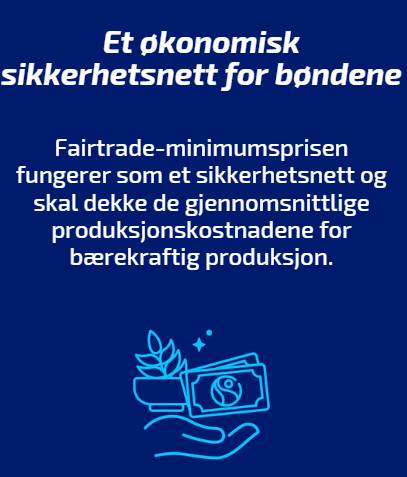 Et økonomisk
sikkerhetsnett for bøndene
Fairtrade-minimumsprisen
fungerer som et sikkerhetsnett og
skal dekke de gjennomsnittlige
produksjonskostnadene for
bærekraftig produksjon.